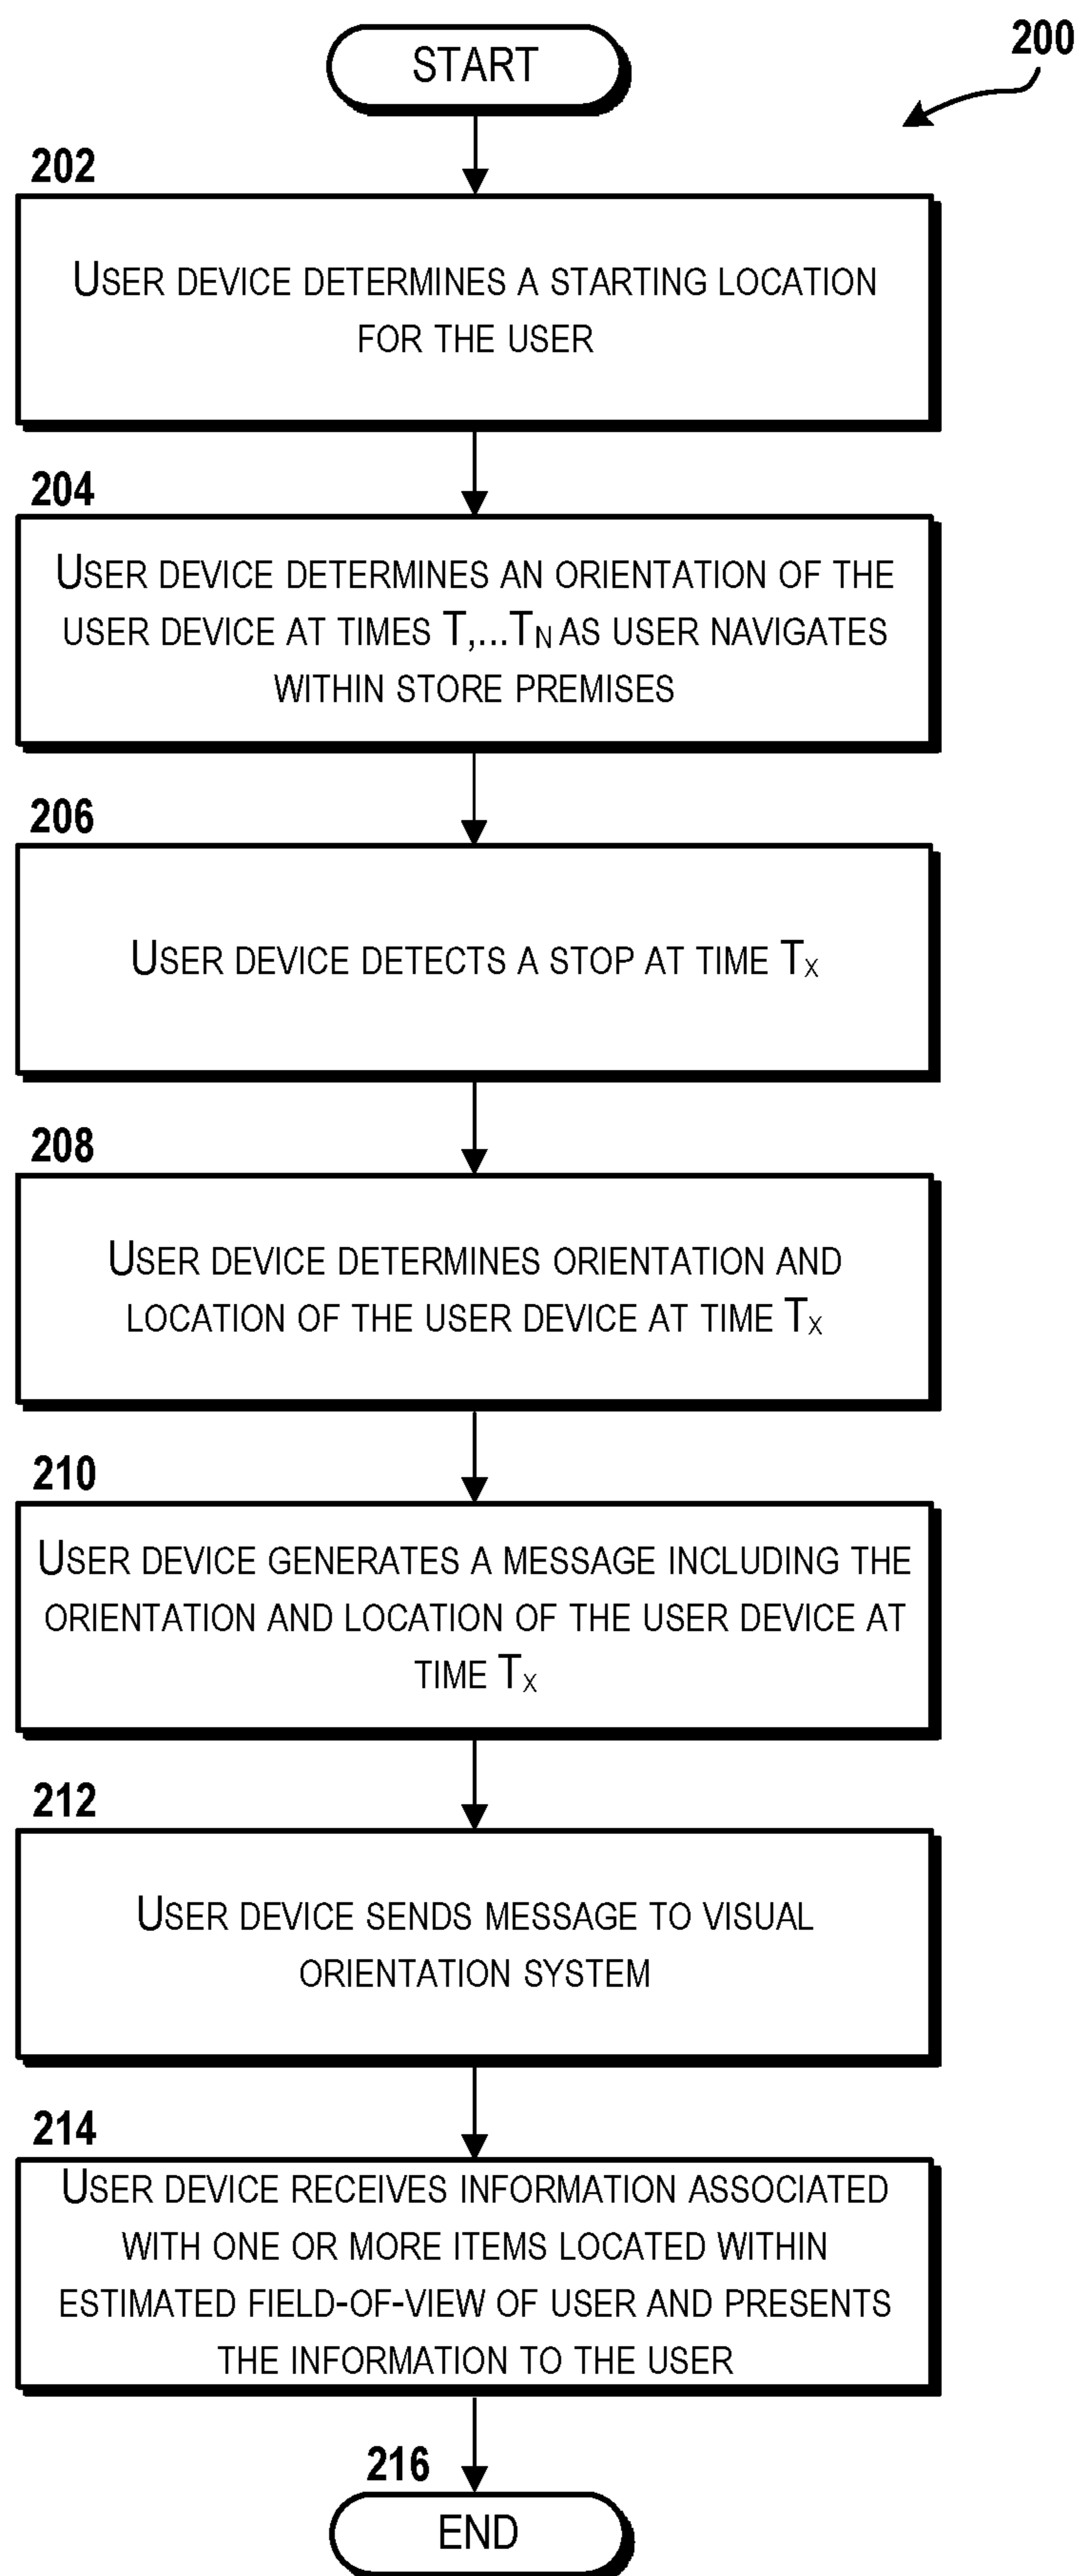 START
200
202
USER DEVICE DETERMINES A STARTING LOCATION
FOR THE USER
204
USER DEVICE DETERMINES AN ORIENTATION OF THE
USER DEVICE AT TIMES T,...TN AS USER NAVIGATES
WITHIN STORE PREMISES
206
USER DEVICE DETECTS A STOP AT TIME TX
208
USER DEVICE DETERMINES ORIENTATION AND
LOCATION OF THE USER DEVICE AT TIME TX
210
USER DEVICE GENERATES A MESSAGE INCLUDING THE
ORIENTATION AND LOCATION OF THE USER DEVICE AT
TIME TX
212
USER DEVICE SENDS MESSAGE TO VISUAL
ORIENTATION SYSTEM
214
USER DEVICE RECEIVES INFORMATION ASSOCIATED
WITH ONE OR MORE ITEMS LOCATED WITHIN
ESTIMATED FIELD-OF-VIEW OF USER AND PRESENTS
THE INFORMATION TO THE USER
216
END